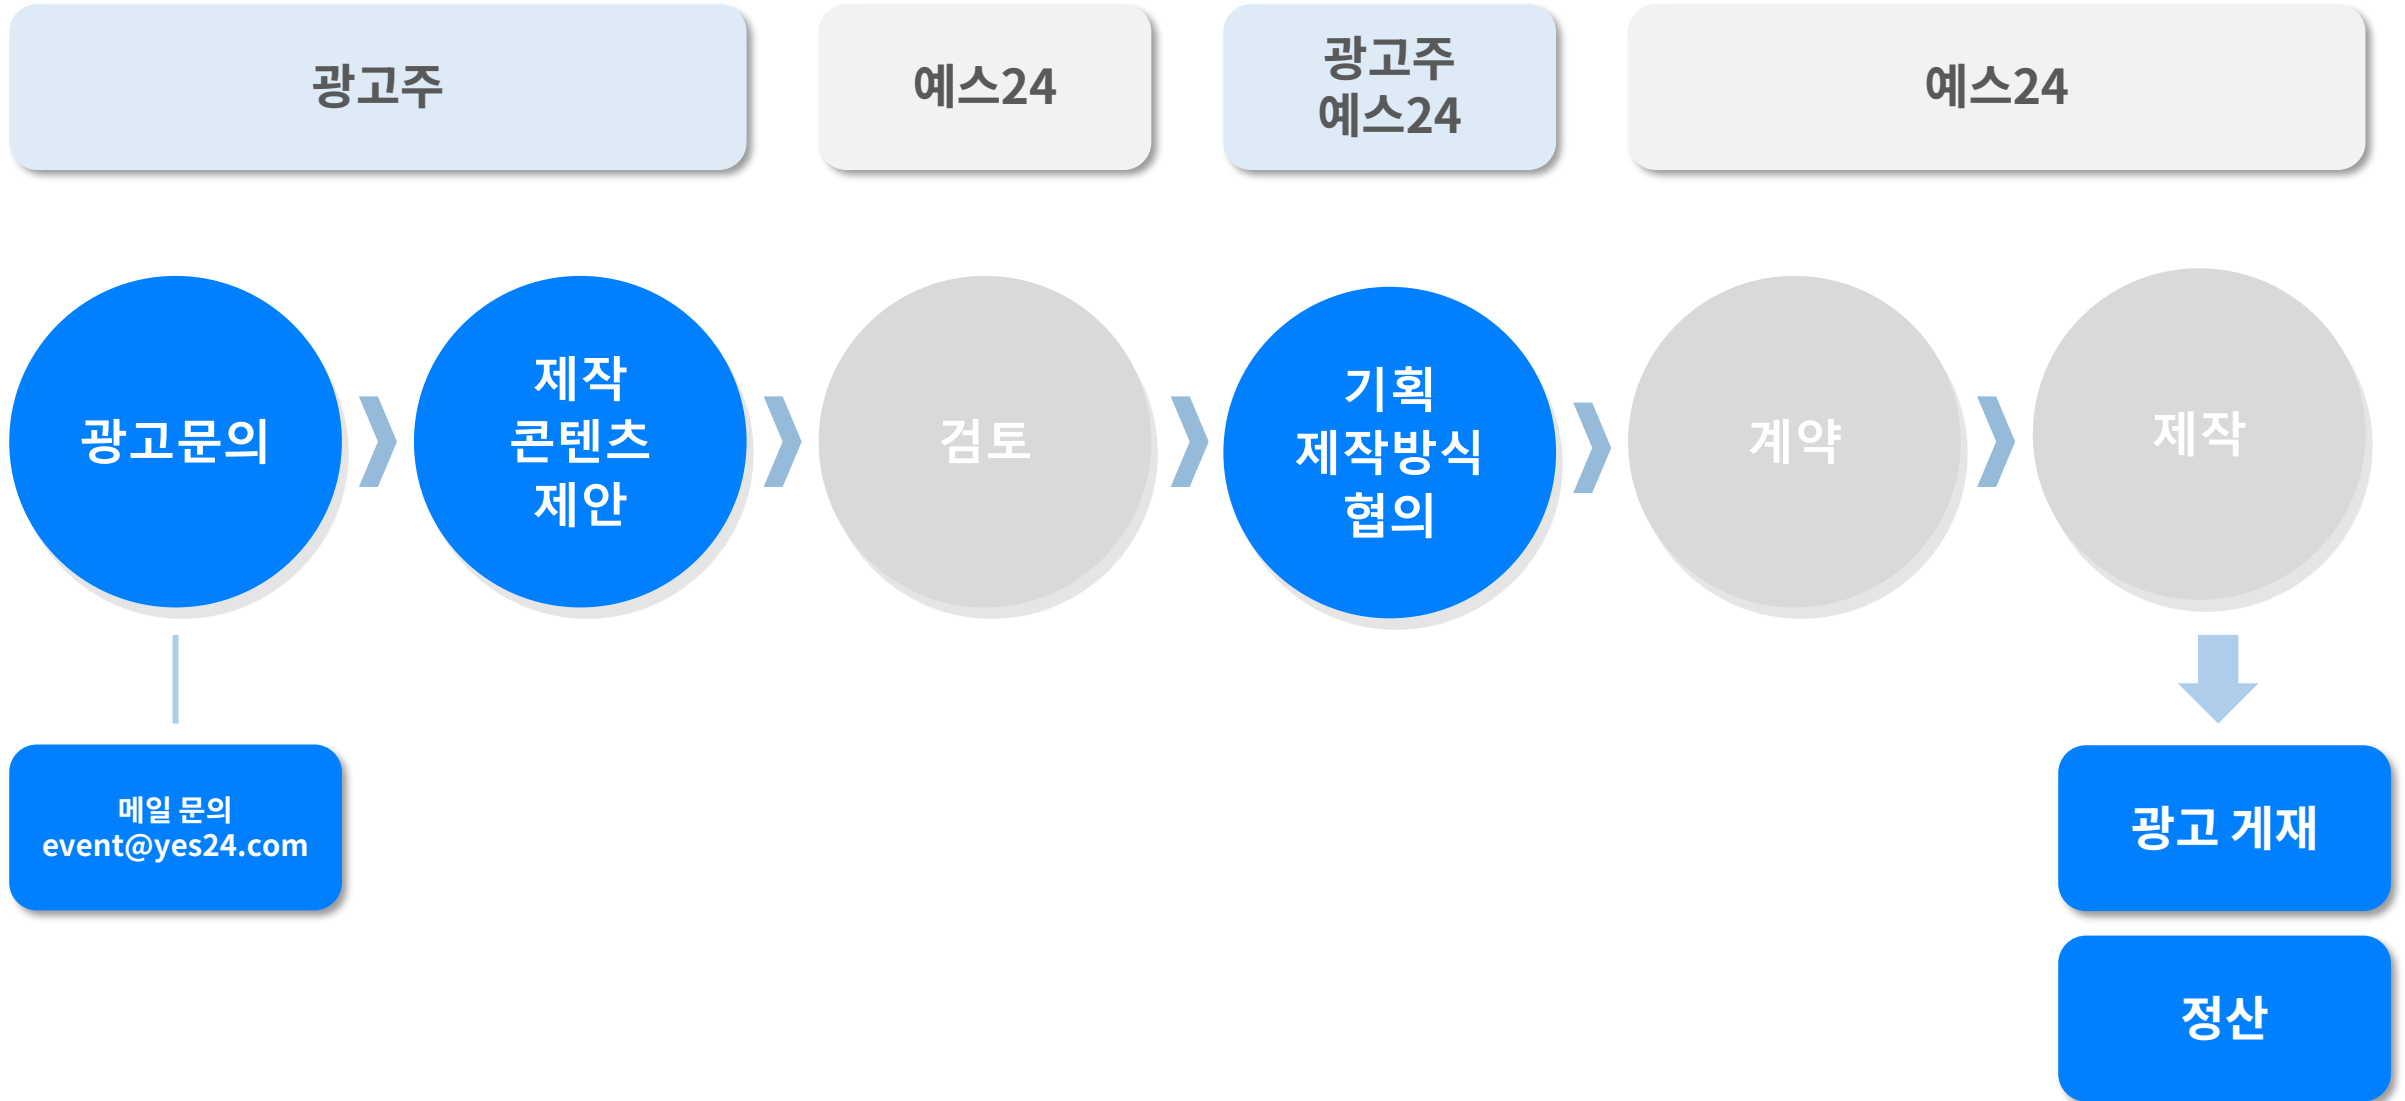 광고주
예스24
광고주
예스24
예스24
광고문의
제작
콘텐츠
제안
검토
기획
제작방식
협의
계약
제작
메일 문의
event@yes24.com
광고 게재
정산